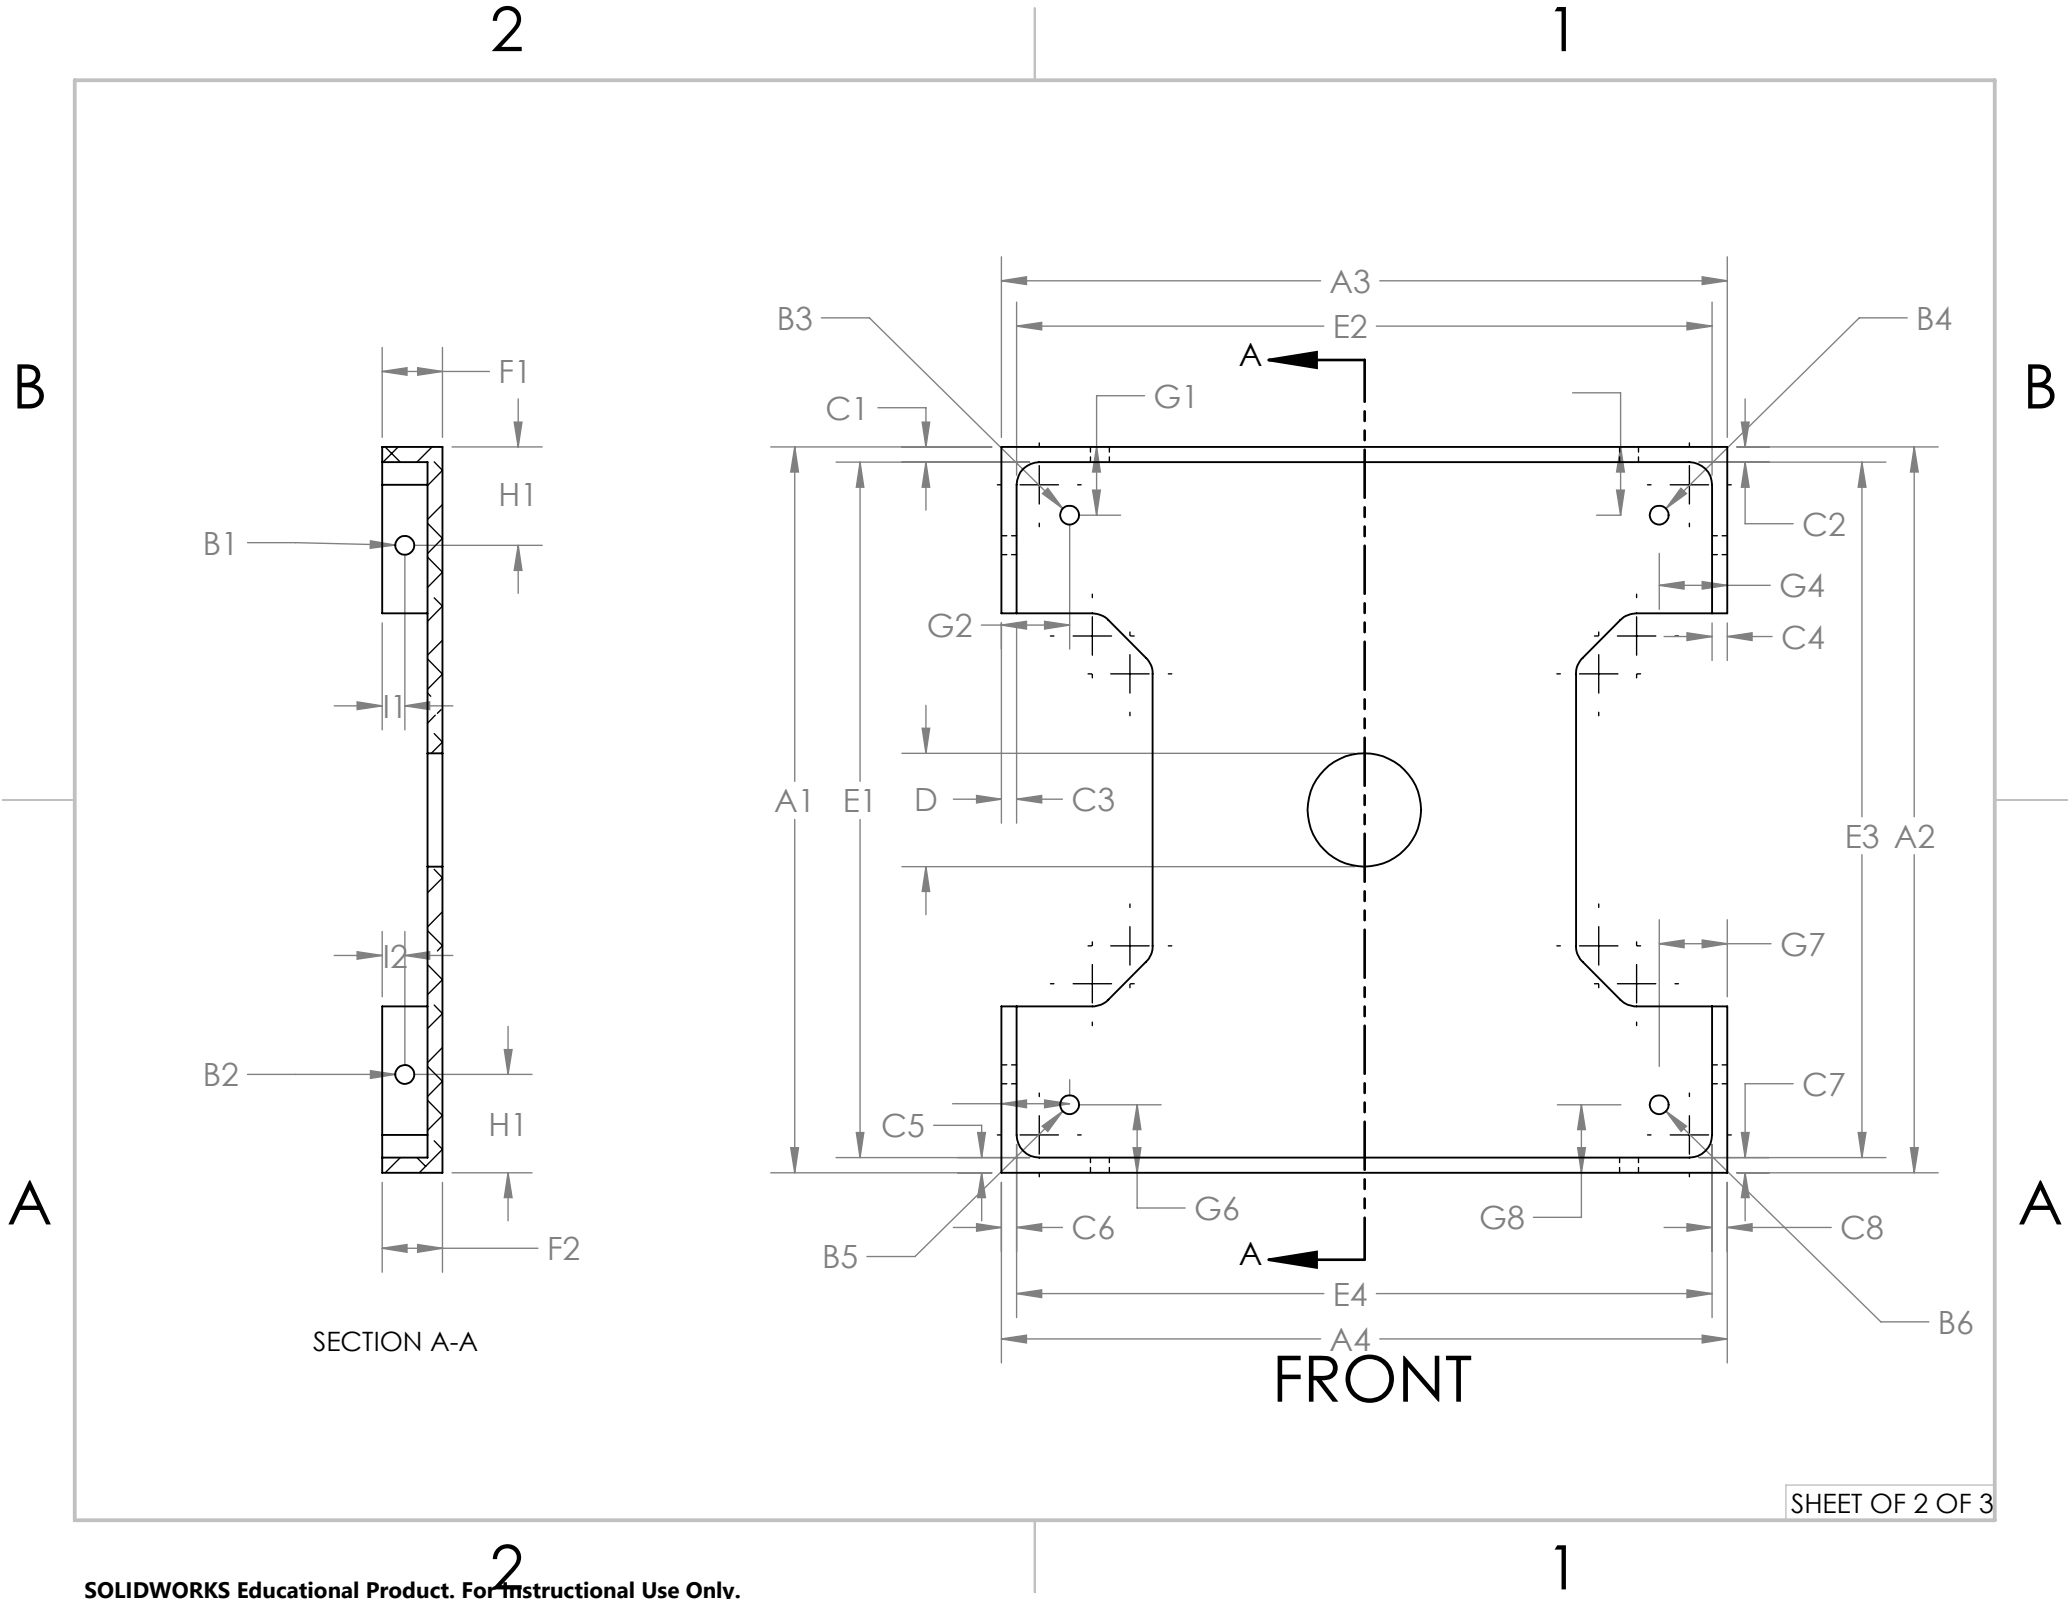 2 1
A3
B3 E2 B4
A
B F1 B
C1 G1
H1 C2
B1
G4
G2 C4
I1
A1 E1 D C3
E3 A2
I2 G7
B2 C7
C5 H1
A G6 G8 A
C6 C8
F2 B5 A
E4
B6
SECTION A-A A4
FRONT
SHEET OF 2 OF 3
2 1
SOLIDWORKS Educational Product. For Instructional Use Only.